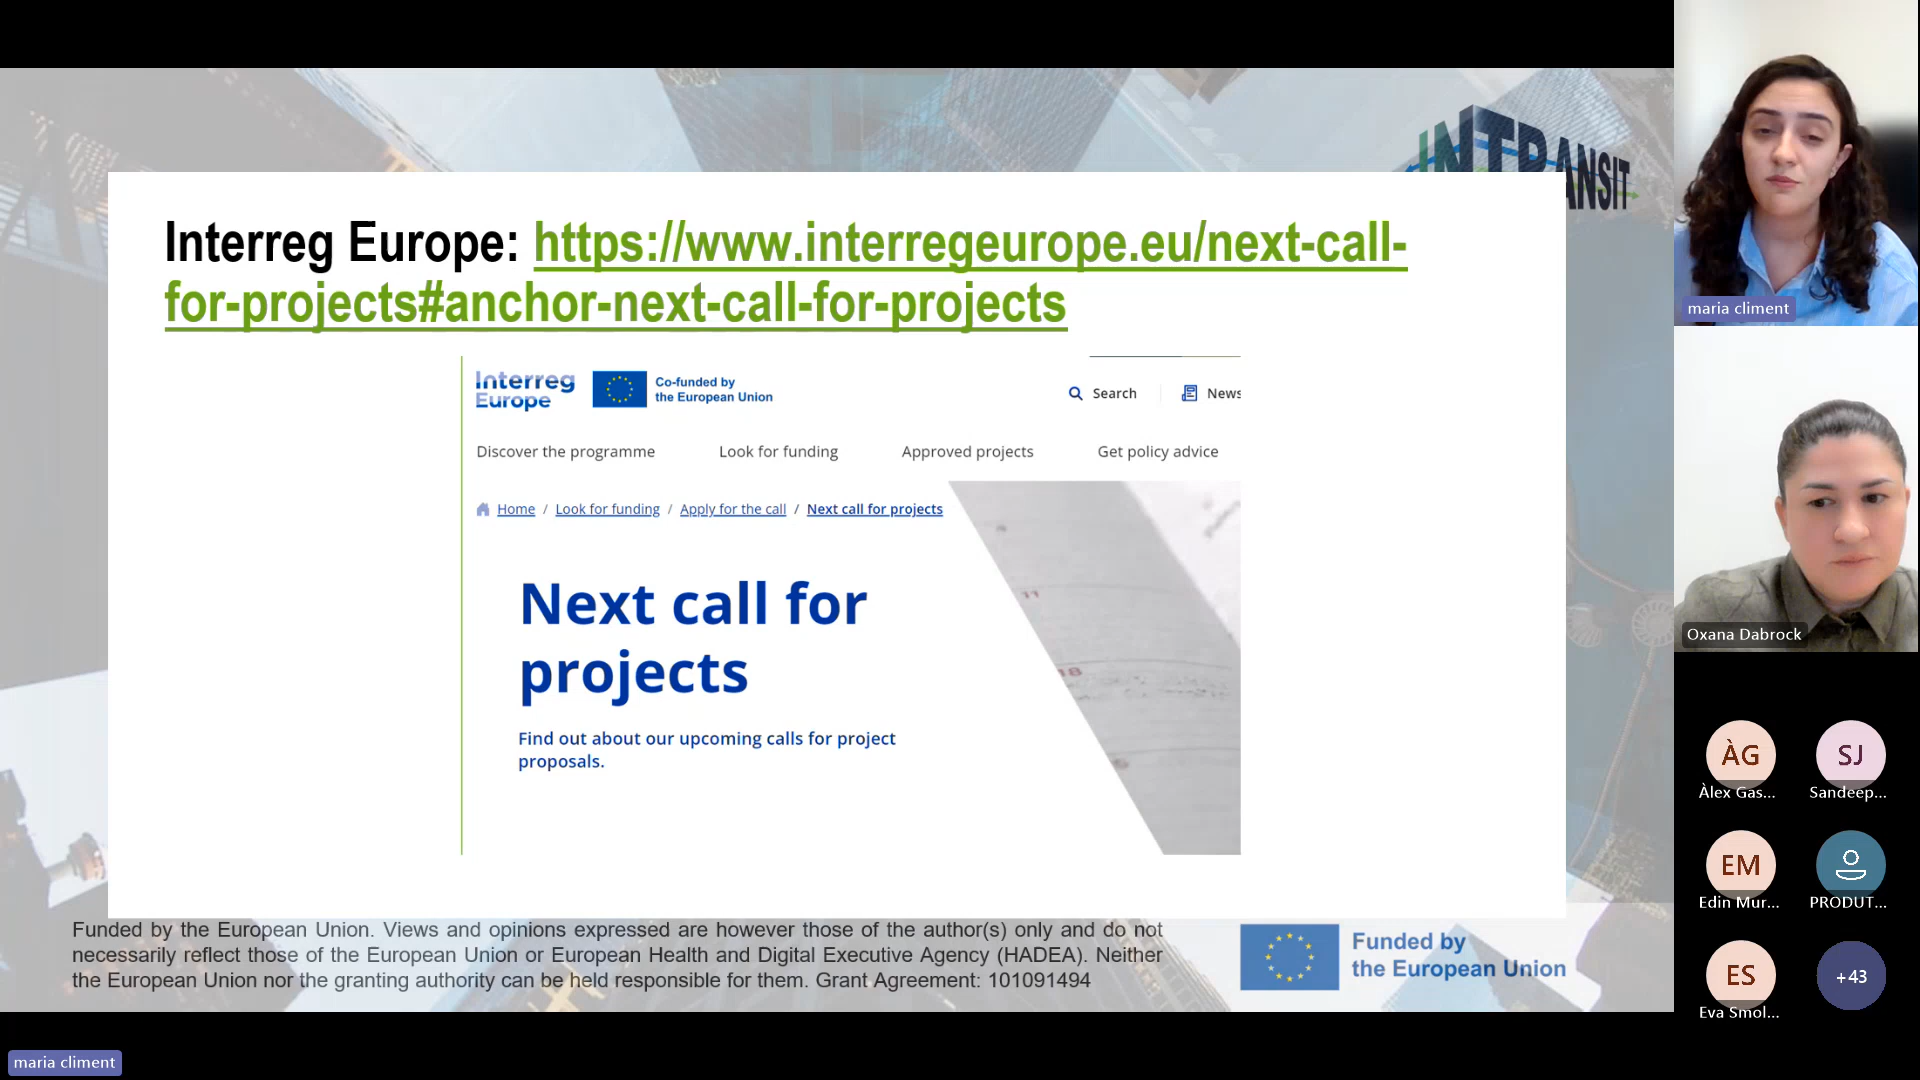 INTRANSIT
Interreg Europe: https://www.interregeurope.eu/next-call-
for-projects#anchor-next-call-for-projects
Interreg
Europe
Co-funded by
the European Union
Search
News
Discover the programme
Look for funding
Approved projects
Get policy advice
Home / Look for funding / Apply for the call / Next call for projects
11
18
Next call for
projects
Find out about our upcoming calls for project
proposals.
Funded by the European Union. Views and opinions expressed are however those of the author(s) only and do not
necessarily reflect those of the European Union or European Health and Digital Executive Agency (HADEA). Neither
the European Union nor the granting authority can be held responsible for them. Grant Agreement: 101091494
Funded by
the European Union
maria climent
maria climent
Oxana Dabrock
ÀG
Àlex Gas...
SJ
Sandeep...
EM
Edin Mur...
PRODUT...
ES
Eva Smol...
+43